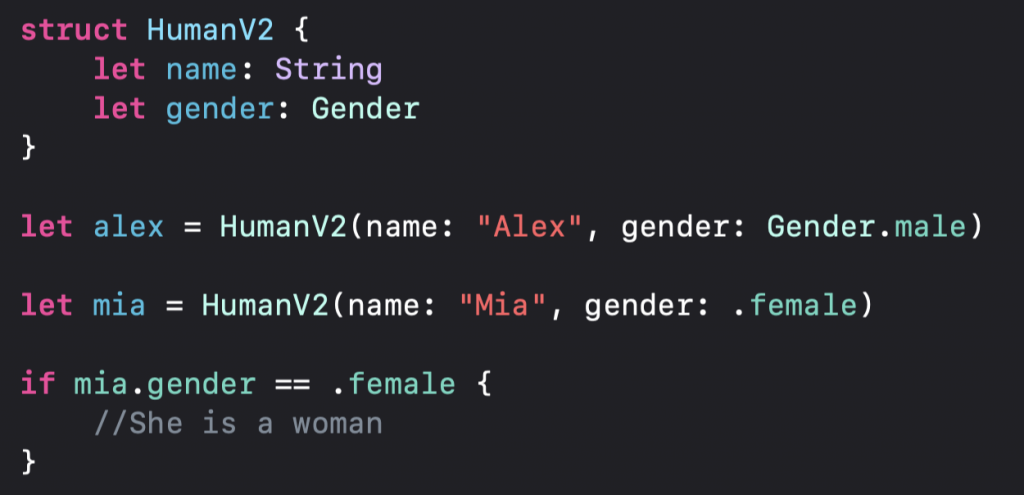 struct HumanV2 {
    let name: String
    let gender: Gender
}
let alex = HumanV2(name: "Alex", gender: Gender.male)
let mia = HumanV2(name: "Mia", gender: .female)
if mia.gender == .female {
    //She is a woman
}